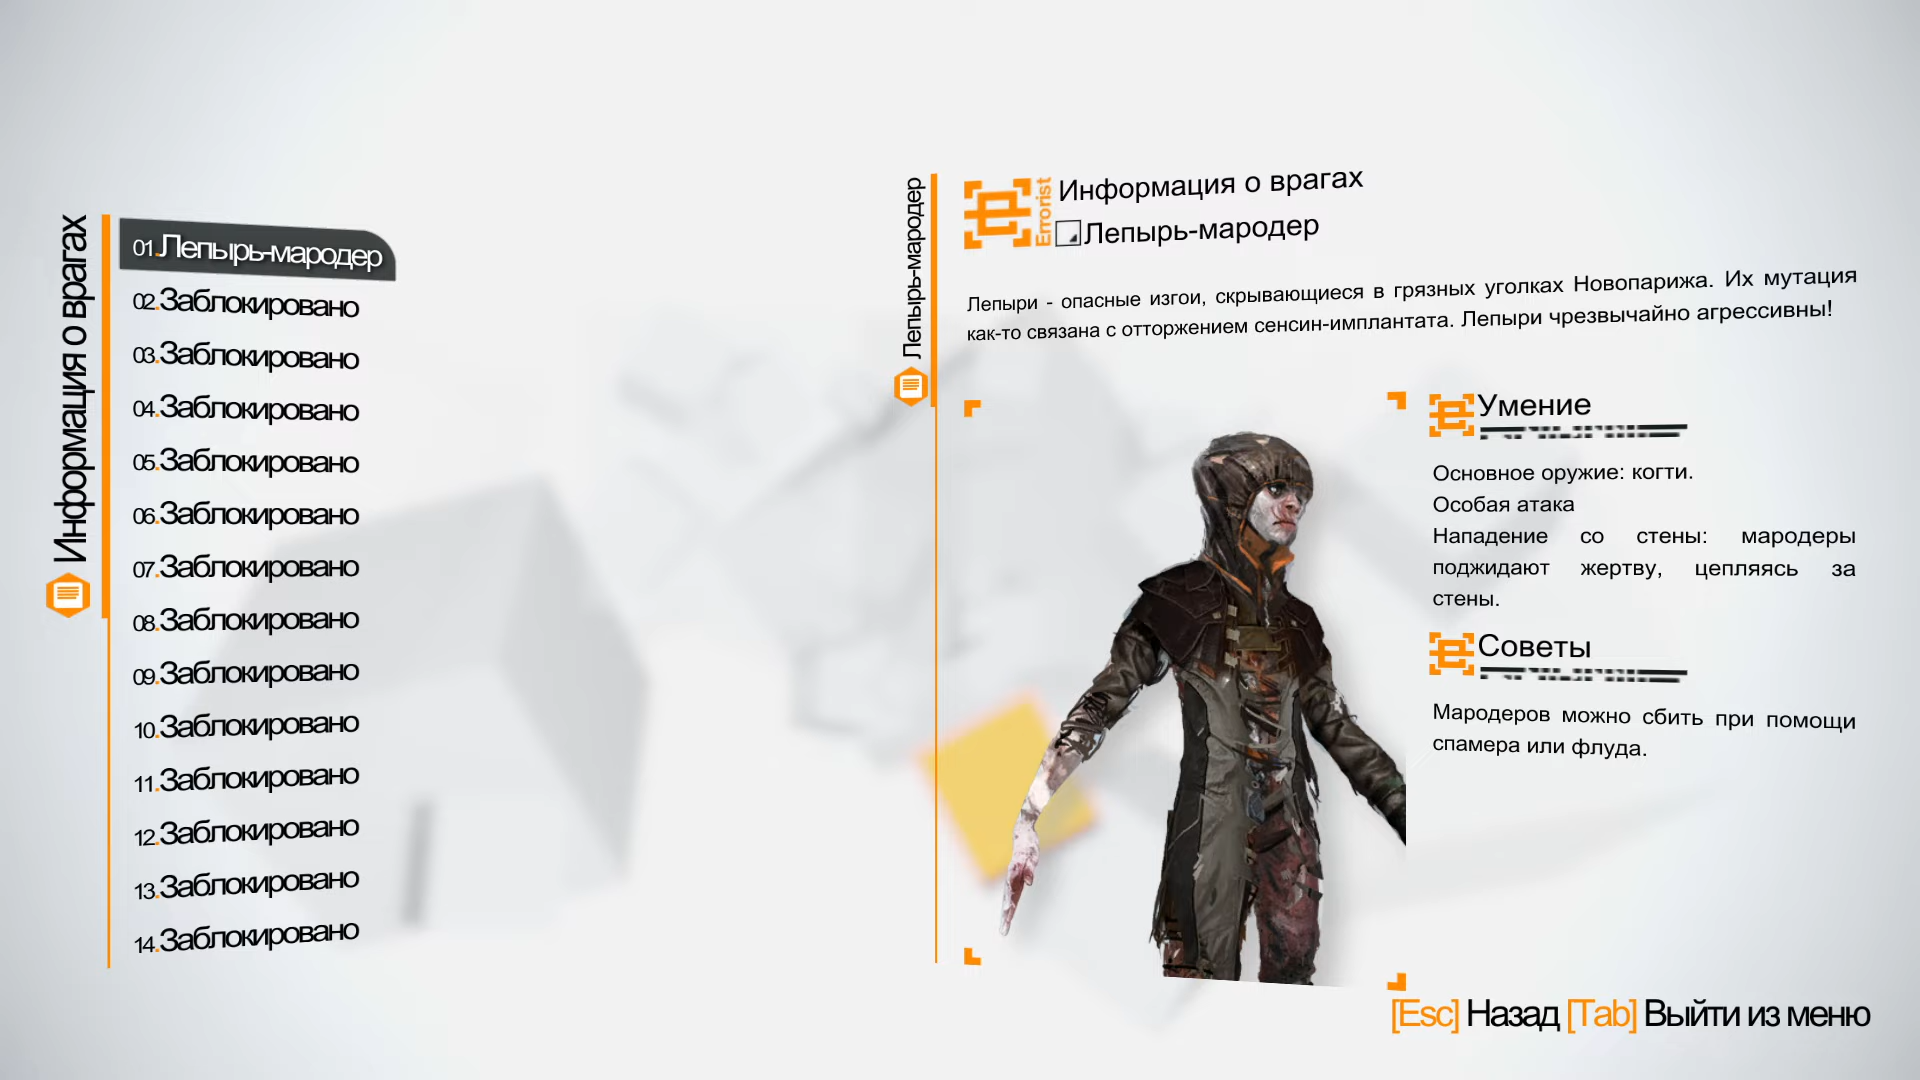 Информация о врагах
01.Лепырь-мародер
02.Заблокировано
03.Заблокировано
04.Заблокировано
05.Заблокировано
06.Заблокировано
07.Заблокировано
08.Заблокировано
09.Заблокировано
10.Заблокировано
11.Заблокировано
12.Заблокировано
13.Заблокировано
14.Заблокировано
Лепырь-мародер
Errorist
Информация о врагах
Лепырь-мародер
Лепыри - опасные изгои, скрывающиеся в грязных уголках Новопарижа. Их мутация
как-то связана с отторжением сенсин-имплантата. Лепыри чрезвычайно агрессивны!
Умение
Основное оружие: когти.
Особая атака
Нападение со стены: мародеры
поджидают жертву, цепляясь за
стены.
Советы
Мародеров можно сбить при помощи
спамера или флуда.
[Esc] Назад [Tab] Выйти из меню